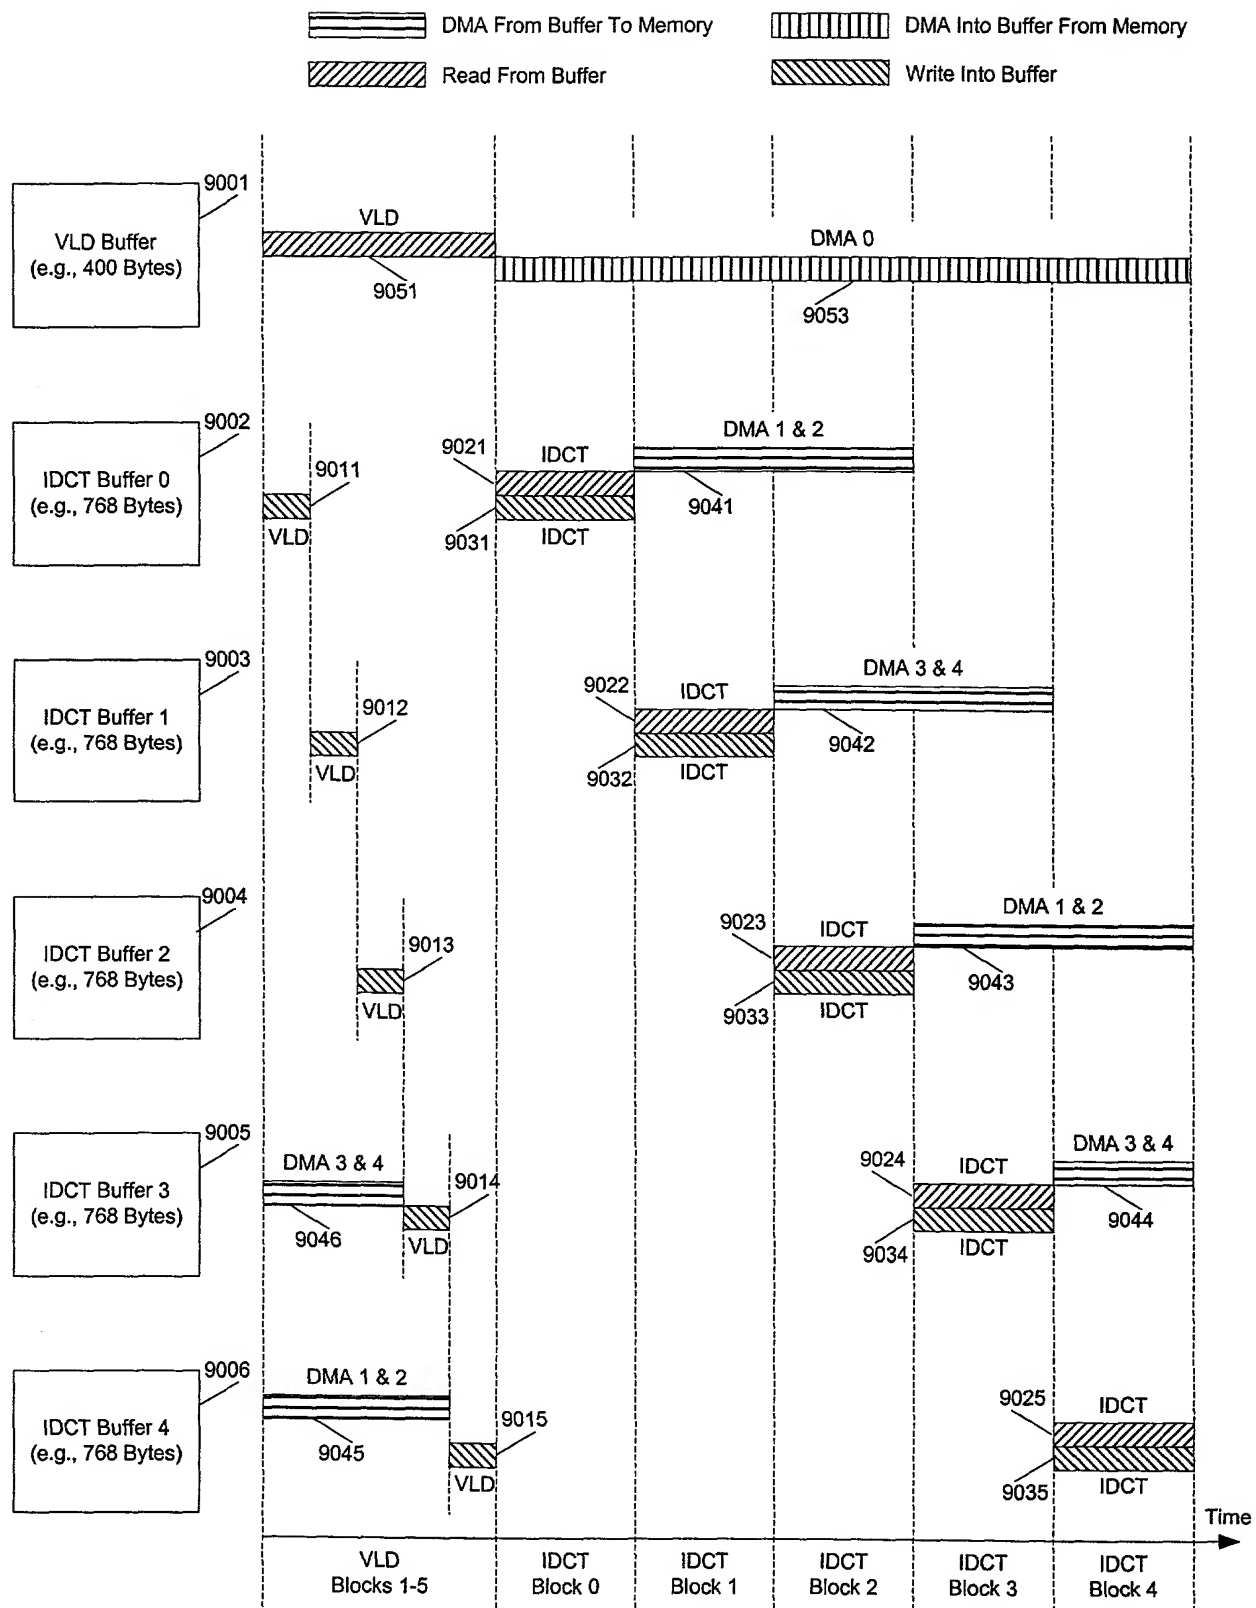 DMA From Buffer To Memory
DMA Into Buffer From Memory
Read From Buffer
Write Into Buffer
9001
VLD Buffer
(e.g., 400 Bytes)
VLD
9051
DMA 0
9053
9002
IDCT Buffer 0
(e.g., 768 Bytes)
9011
VLD
9021
IDCT
9031
IDCT
DMA 1 & 2
9041
9003
IDCT Buffer 1
(e.g., 768 Bytes)
9012
VLD
9022
IDCT
9032
IDCT
DMA 3 & 4
9042
9004
IDCT Buffer 2
(e.g., 768 Bytes)
9013
VLD
9023
IDCT
9033
IDCT
DMA 1 & 2
9043
9005
IDCT Buffer 3
(e.g., 768 Bytes)
DMA 3 & 4
9046
9014
VLD
9024
IDCT
9034
IDCT
DMA 3 & 4
9044
9006
IDCT Buffer 4
(e.g., 768 Bytes)
DMA 1 & 2
9045
9015
VLD
9025
IDCT
9035
IDCT
Time
VLD
Blocks 1-5
IDCT
Block 0
IDCT
Block 1
IDCT
Block 2
IDCT
Block 3
IDCT
Block 4